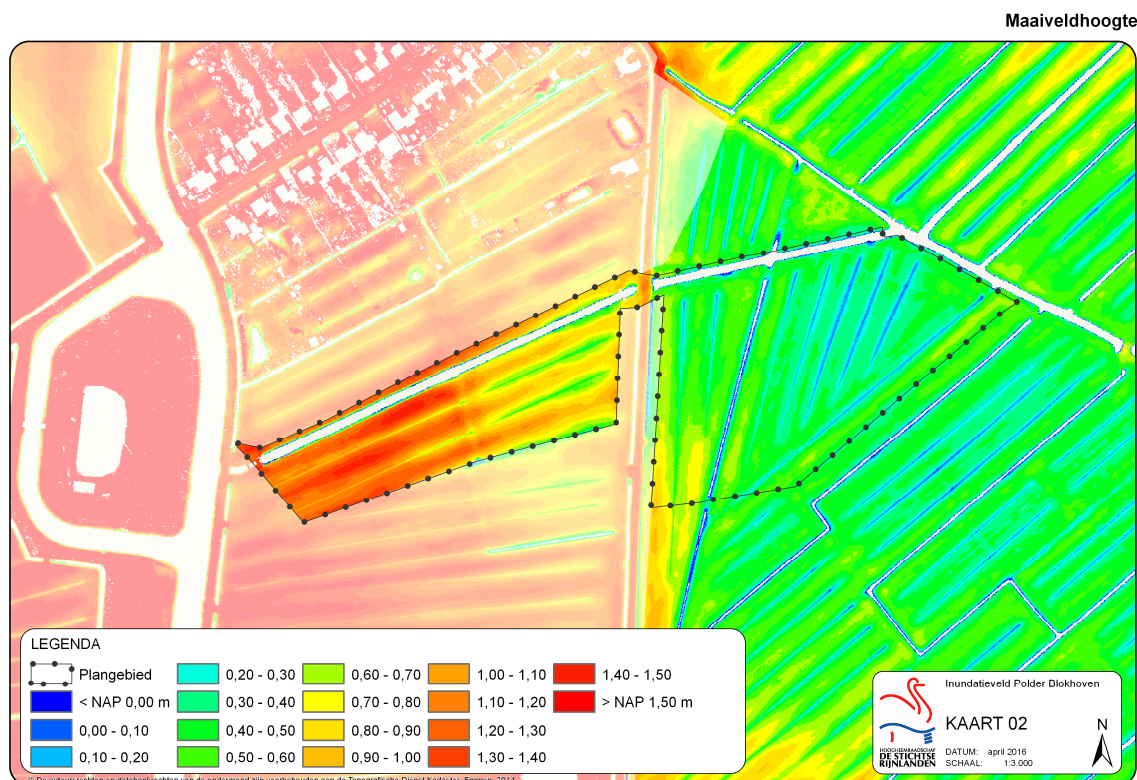 Maaiveldhoogte
LEGENDA
Plangebied
< NAP 0,00 m
0,00 - 0,10
0,10 - 0,20
0,20 - 0,30
0,30 - 0,40
0,40 - 0,50
0,50 - 0,60
0,60 - 0,70
0,70 - 0,80
0,80 - 0,90
0,90 - 1,00
1,00 - 1,10
1,10 - 1,20
1,20 - 1,30
1,30 - 1,40
1,40 - 1,50
> NAP 1,50 m
Inundatieveld Polder Blokhoven
KAART 02
N
HOOGHEEMRAADSCHAP
DE STICHTSE
RIJNLANDEN
DATUM: april 2016
SCHAAL: 1:3.000